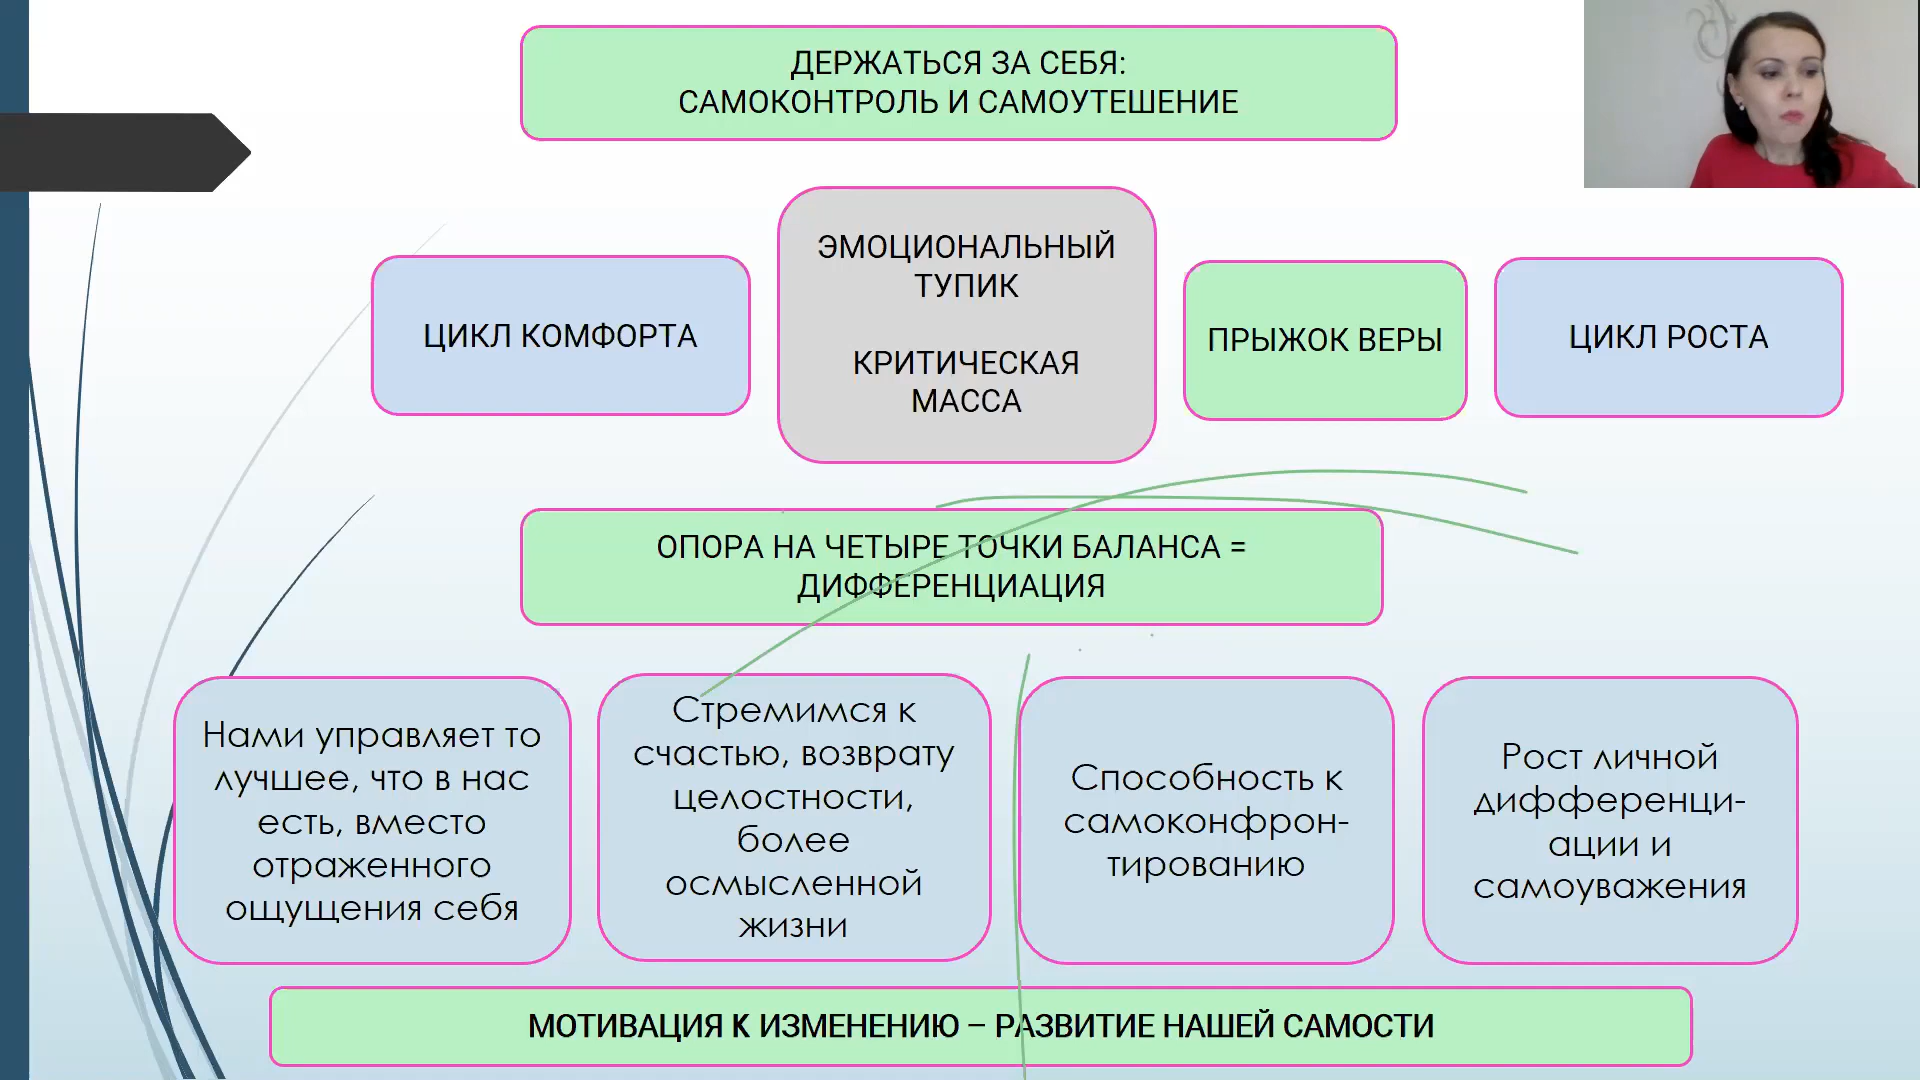 ДЕРЖАТЬСЯ ЗА СЕБЯ:
САМОКОНТРОЛЬ И САМОУТЕШЕНИЕ
ЦИКЛ КОМФОРТА
ЭМОЦИОНАЛЬНЫЙ
ТУПИК
КРИТИЧЕСКАЯ
МАССА
ПРЫЖОК ВЕРЫ
ЦИКЛ РОСТА
ОПОРА НА ЧЕТЫРЕ ТОЧКИ БАЛАНСА =
ДИФФЕРЕНЦИАЦИЯ
Нами управляет то
лучшее, что в нас
есть, вместо
отраженного
ощущения себя
Стремимся к
счастью, возврату
целостности,
более
осмысленной
жизни
Способность к
самоконфрон-
тированию
Рост личной
дифференци-
ации и
самоуважения
МОТИВАЦИЯ К ИЗМЕНЕНИЮ – РАЗВИТИЕ НАШЕЙ САМОСТИ